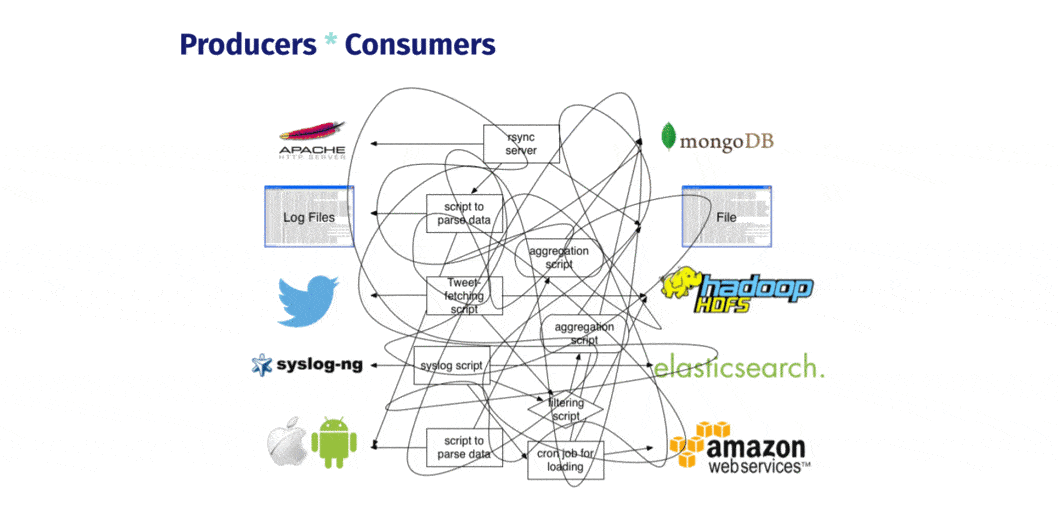 Producers * Consumers
rsync
server
APACHE
HTTP SERVER
mongoDB
script to
parse data
Log Files
File
aggregation
script
Tweet-
fetching
script
hadoop
HDFS
aggregation
script
syslog-ng
syslog script
elasticsearch.
filtering
script
script to
parse data
cron job for
loading
amazon
webservices™